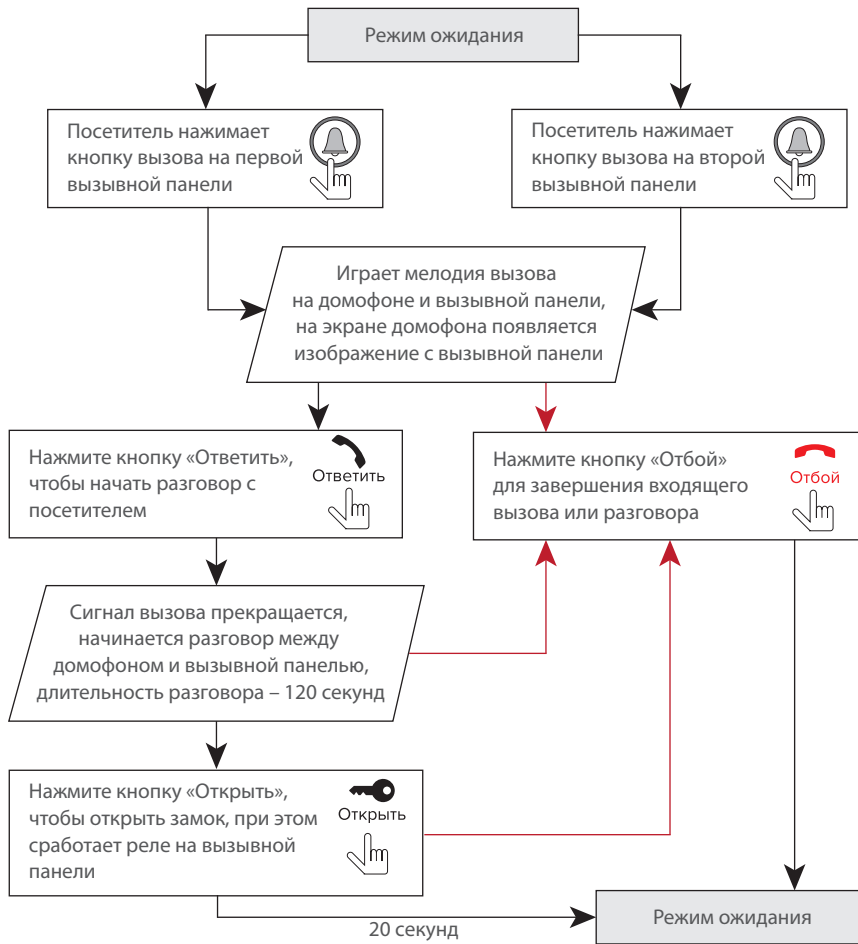 Режим ожидания
Посетитель нажимает
кнопку вызова на первой
вызывной панели
Посетитель нажимает
кнопку вызова на второй
вызывной панели
Играет мелодия вызова
на домофоне и вызывной панели,
на экране домофона появляется
изображение с вызывной панели
Нажмите кнопку «Ответить»,
чтобы начать разговор с
посетителем
Ответить
Нажмите кнопку «Отбой»
для завершения входящего
вызова или разговора
Отбой
Сигнал вызова прекращается,
начинается разговор между
домофоном и вызывной панелью,
длительность разговора – 120 секунд
Нажмите кнопку «Открыть»,
чтобы открыть замок, при этом
сработает реле на вызывной
панели
Открыть
20 секунд
Режим ожидания